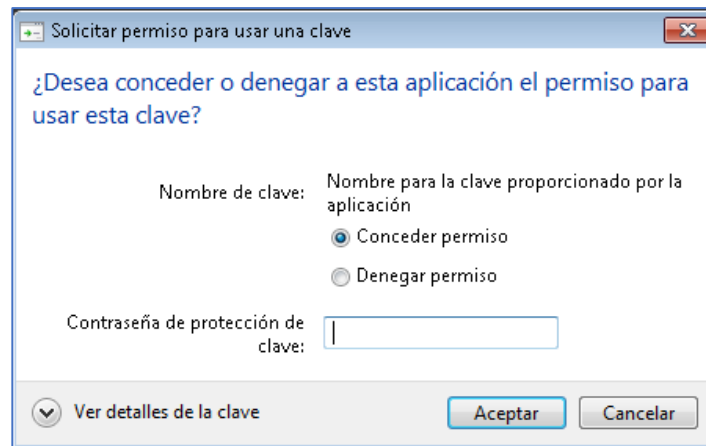 Solicitar permiso para usar una clave
¿Desea conceder o denegar a esta aplicación el permiso para
usar esta clave?
Nombre de clave:
Nombre para la clave proporcionado por la
aplicación
Conceder permiso
Denegar permiso
Contraseña de protección de
clave:
Ver detalles de la clave
Aceptar
Cancelar